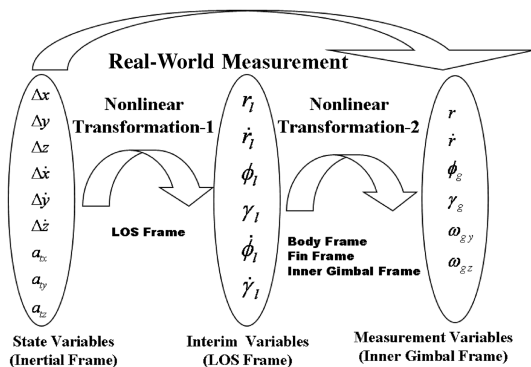 Real-World Measurement
Nonlinear
Transformation-1
LOS Frame
Nonlinear
Transformation-2
Body Frame
Fin Frame
Inner Gimbal Frame
Δx
Δy
Δz
Δẋ
Δẏ
Δż
a_tx
a_ty
a_tz
State Variables
(Inertial Frame)
r_l
ṙ_l
ϕ_l
γ_l
ϕ̇_l
γ̇_l
Interim Variables
(LOS Frame)
r
ṙ
ϕ_g
γ_g
ω_gy
ω_gz
Measurement Variables
(Inner Gimbal Frame)